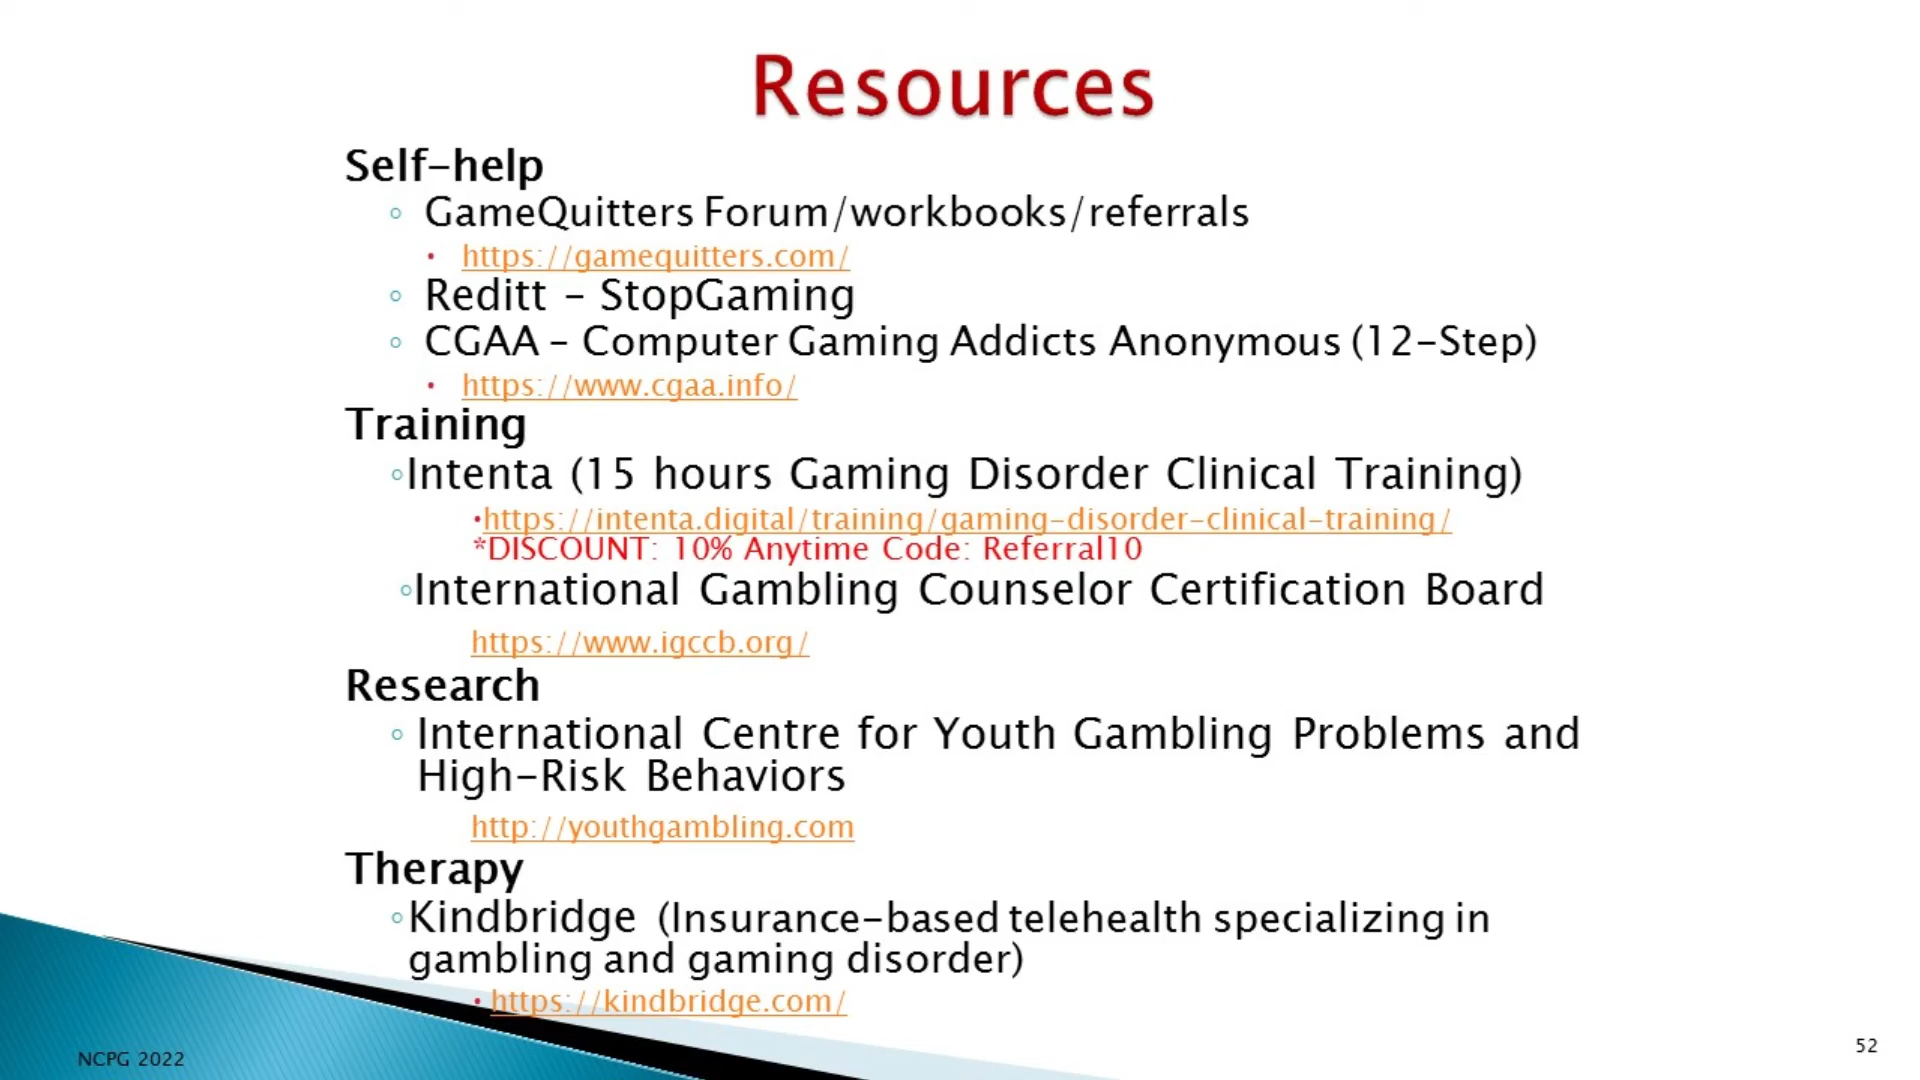 Resources
Self-help
◦ GameQuitters Forum/workbooks/referrals
• https://gamequitters.com/
◦ Reditt – StopGaming
◦ CGAA – Computer Gaming Addicts Anonymous (12-Step)
• https://www.cgaa.info/
Training
◦Intenta (15 hours Gaming Disorder Clinical Training)
•https://intenta.digital/training/gaming-disorder-clinical-training/
*DISCOUNT: 10% Anytime Code: Referral10
◦International Gambling Counselor Certification Board
https://www.igccb.org/
Research
◦ International Centre for Youth Gambling Problems and
High-Risk Behaviors
http://youthgambling.com
Therapy
◦Kindbridge (Insurance-based telehealth specializing in
gambling and gaming disorder)
• https://kindbridge.com/
NCPG 2022
52